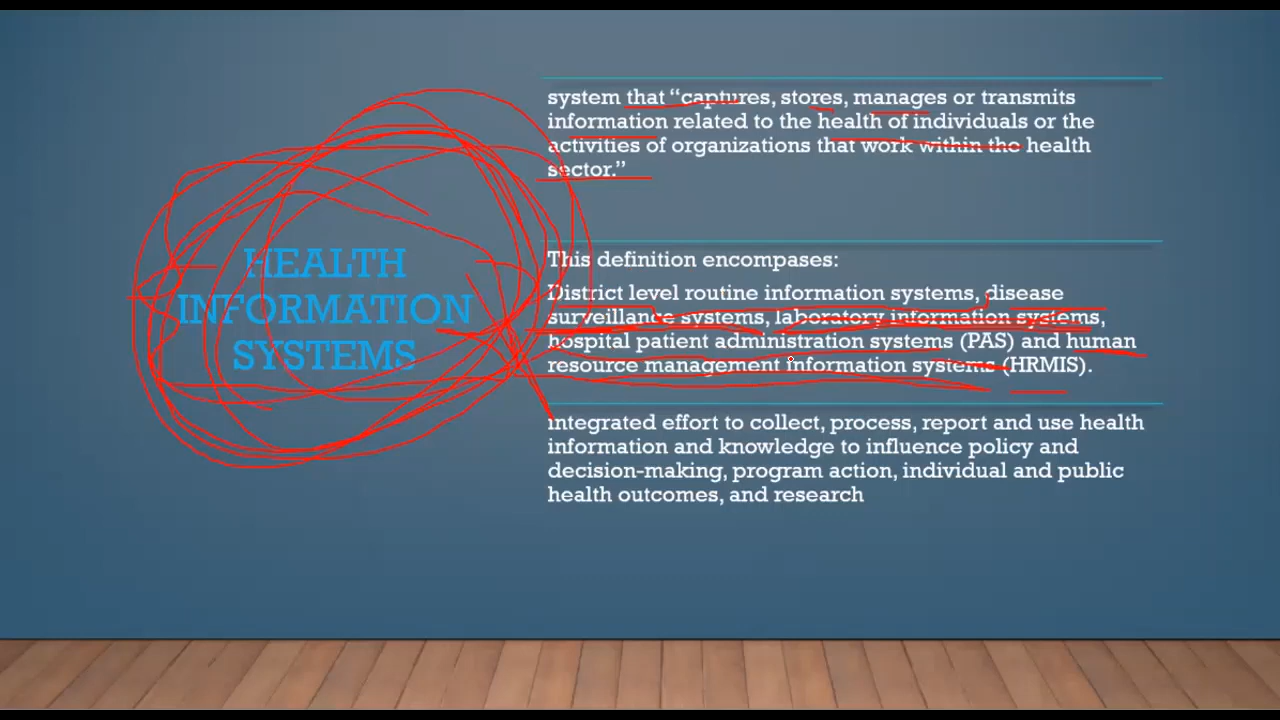 HEALTH
INFORMATION
SYSTEMS
system that “captures, stores, manages or transmits
information related to the health of individuals or the
activities of organizations that work within the health
sector.”
This definition encompases:
District level routine information systems, disease
surveillance systems, laboratory information systems,
hospital patient administration systems (PAS) and human
resource management information systems (HRMIS).
integrated effort to collect, process, report and use health
information and knowledge to influence policy and
decision-making, program action, individual and public
health outcomes, and research